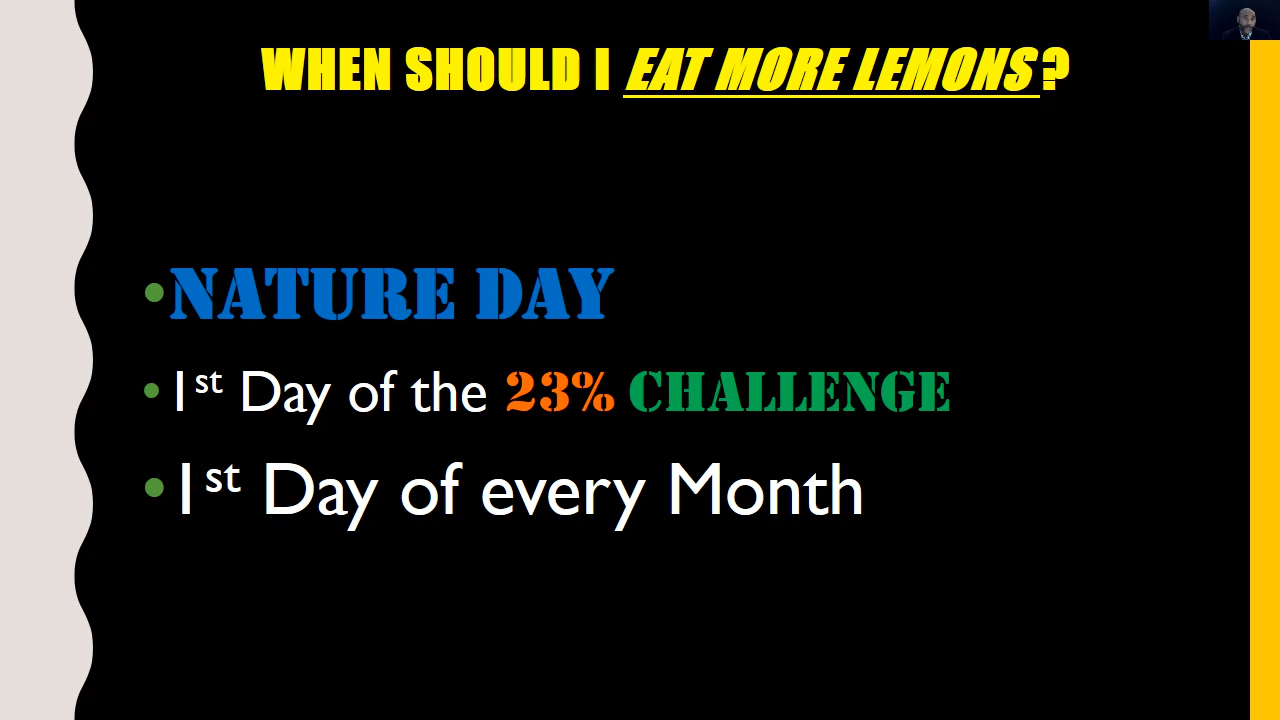 WHEN SHOULD I EAT MORE LEMONS?
•NATURE DAY
•1st Day of the 23% CHALLENGE
•1st Day of every Month